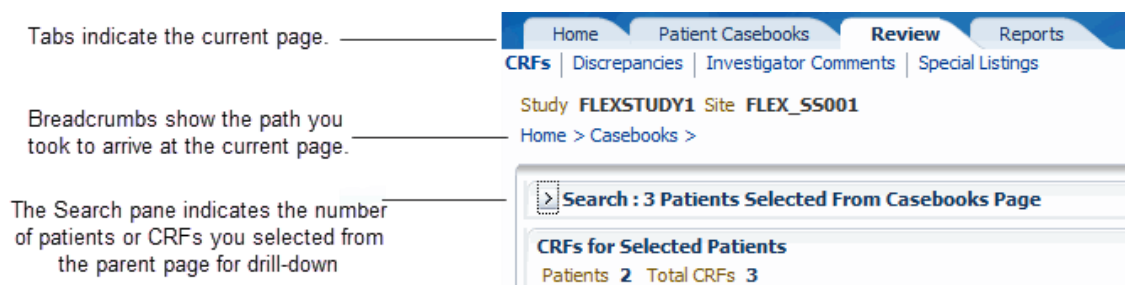 Tabs indicate the current page.
Home Patient Casebooks Review Reports
CRFs | Discrepancies | Investigator Comments | Special Listings
Study FLEXSTUDY1 Site FLEX_SS001
Breadcrumbs show the path you
took to arrive at the current page.
Home > Casebooks >
The Search pane indicates the number
of patients or CRFs you selected from
the parent page for drill-down
> Search : 3 Patients Selected From Casebooks Page
CRFs for Selected Patients
Patients 2 Total CRFs 3